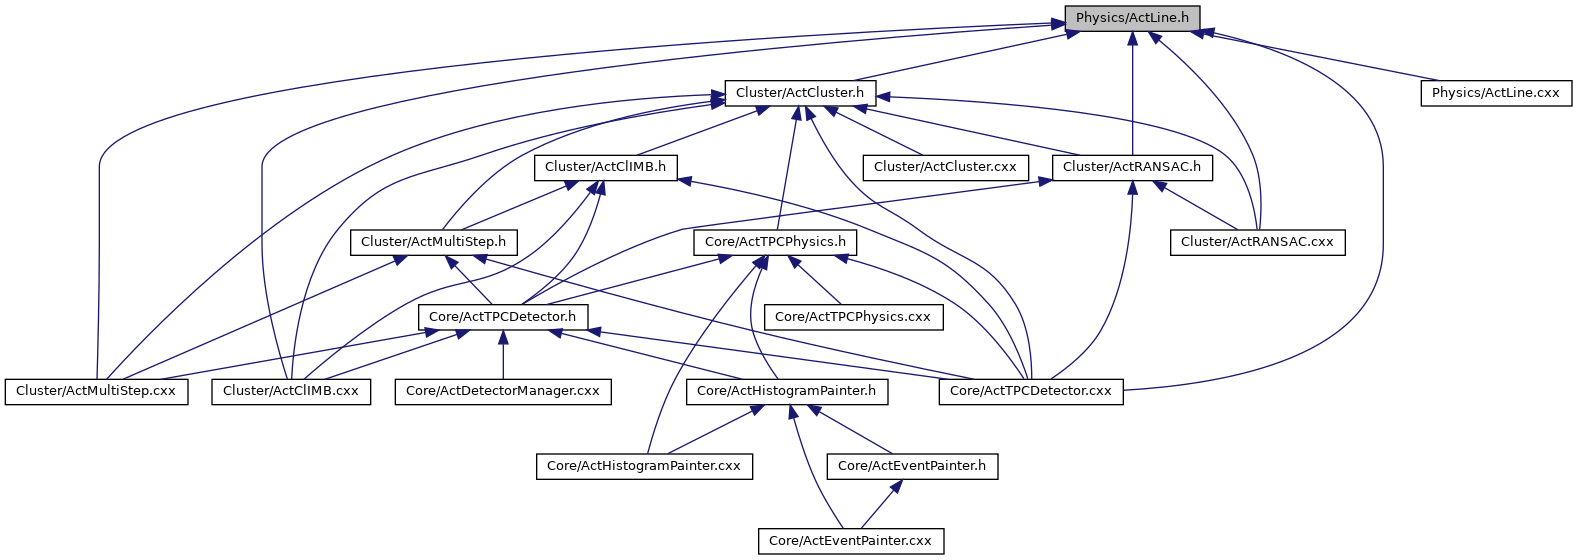 Physics/ActLine.h
Cluster/ActCluster.h
Physics/ActLine.cxx
Cluster/ActClIMB.h
Cluster/ActCluster.cxx
Cluster/ActRANSAC.h
Cluster/ActMultiStep.h
Core/ActTPCPhysics.h
Cluster/ActRANSAC.cxx
Core/ActTPCDetector.h
Core/ActTPCPhysics.cxx
Cluster/ActMultiStep.cxx
Cluster/ActClIMB.cxx
Core/ActDetectorManager.cxx
Core/ActHistogramPainter.h
Core/ActTPCDetector.cxx
Core/ActHistogramPainter.cxx
Core/ActEventPainter.h
Core/ActEventPainter.cxx